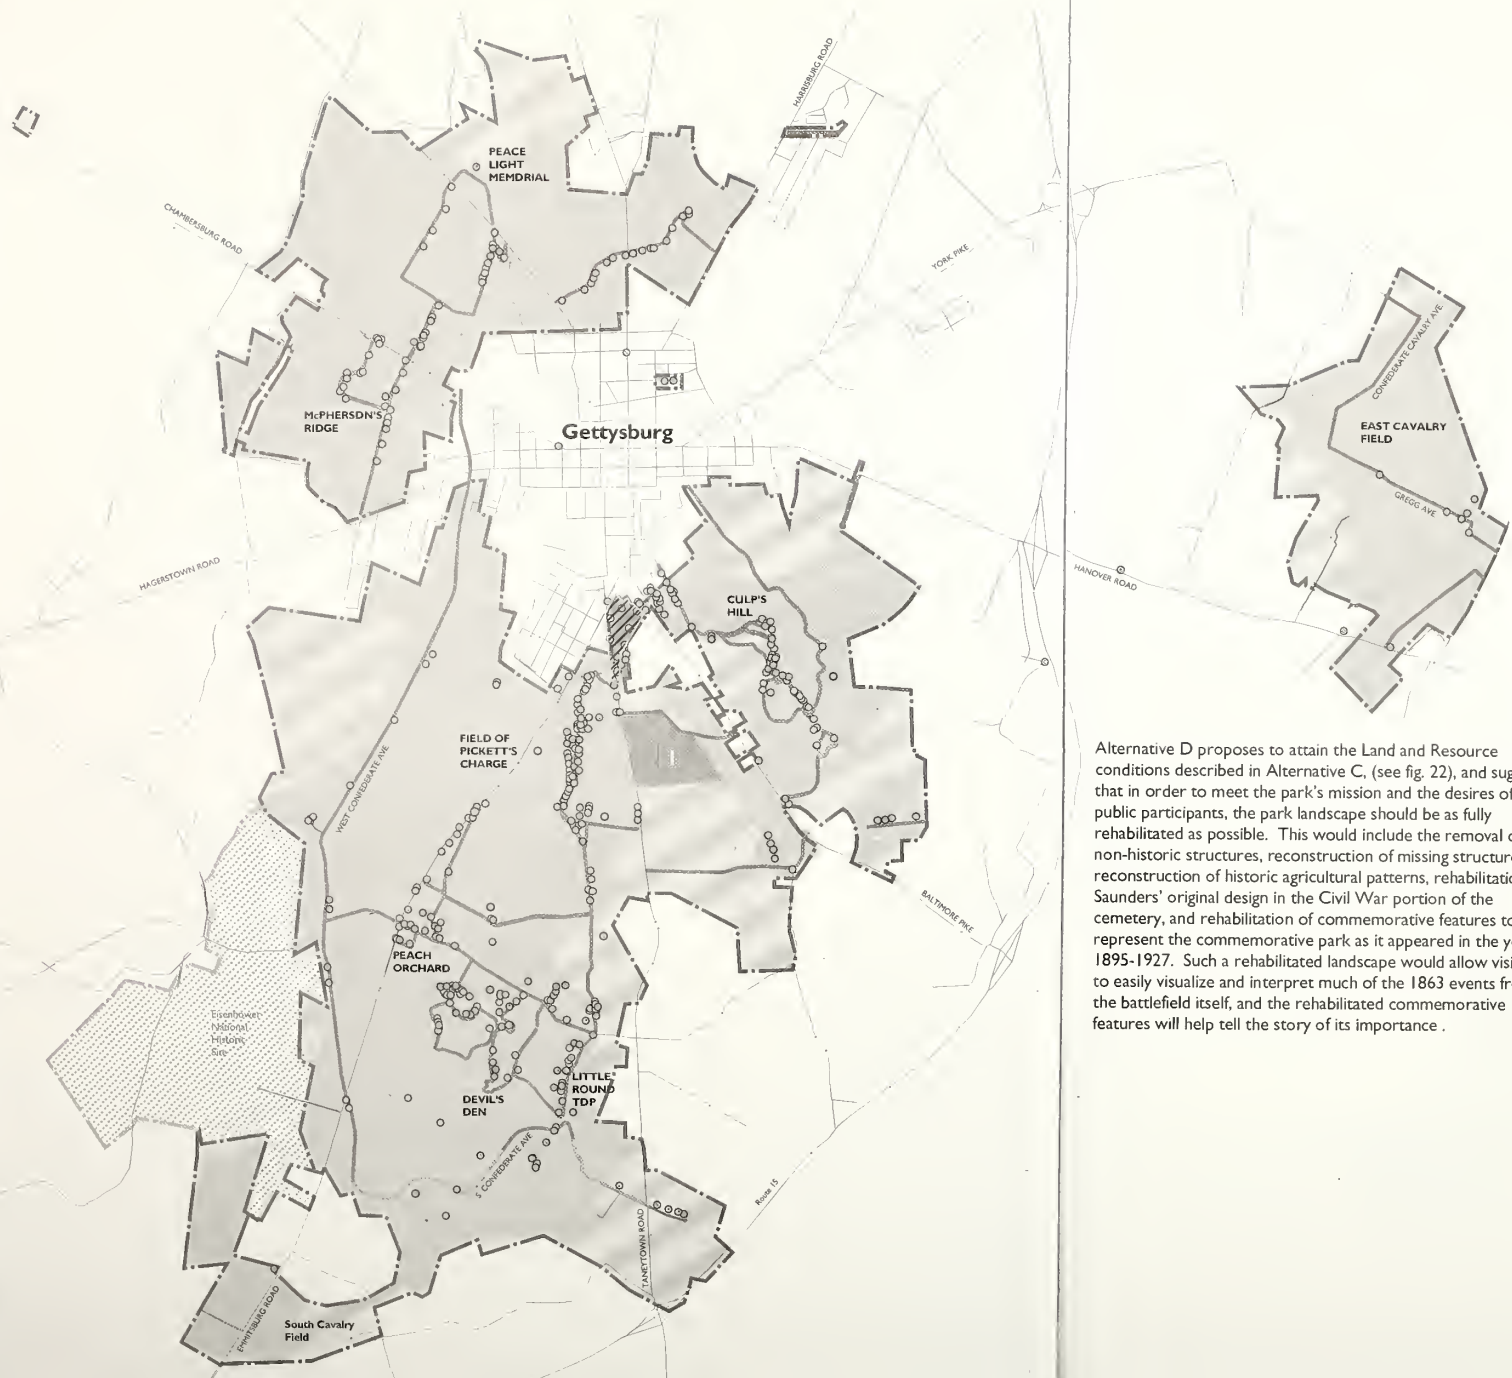 HARRISBURG ROAD
PEACE
LIGHT
MEMDRIAL
CHAMBERSBURG ROAD
YORK PIKE
McPHERSDN'S
RIDGE
Gettysburg
CONFEDERATE CAVALRY AVE.
EAST CAVALRY
FIELD
GREGG AVE
HAGERSTOWN ROAD
HANOVER ROAD
CULP'S
HILL
FIELD OF
PICKETT'S
CHARGE
WEST CONFEDERATE AVE
BALTIMORE PIKE
PEACH
ORCHARD
Eisenhower
National
Historic
Site
DEVIL'S
DEN
LITTLE
ROUND
TDP
S CONFEDERATE AVE
Route 15
TANEYTOWN ROAD
EMMITSBURG ROAD
South Cavalry
Field
Alternative D proposes to attain the Land and Resource
conditions described in Alternative C, (see fig. 22), and sug
that in order to meet the park's mission and the desires of
public participants, the park landscape should be as fully
rehabilitated as possible. This would include the removal o
non-historic structures, reconstruction of missing structur
reconstruction of historic agricultural patterns, rehabilitatio
Saunders' original design in the Civil War portion of the
cemetery, and rehabilitation of commemorative features to
represent the commemorative park as it appeared in the y
1895-1927. Such a rehabilitated landscape would allow visi
to easily visualize and interpret much of the 1863 events fr
the battlefield itself, and the rehabilitated commemorative
features will help tell the story of its importance .